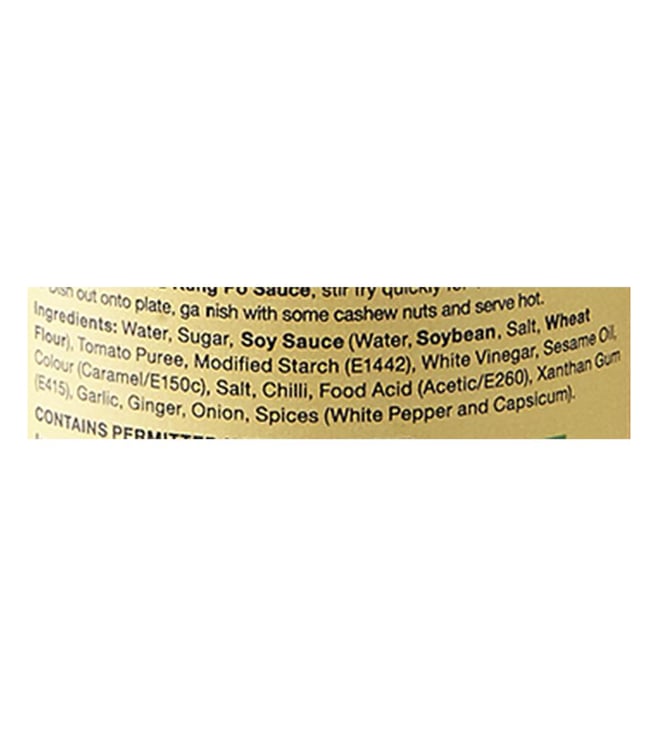 Kung Po Sauce, stir fry quickly
Dish out onto plate, ga nish with some cashew nuts and serve hot.
Ingredients: Water, Sugar, Soy Sauce (Water, Soybean, Salt, Wheat
Flour), Tomato Puree, Modified Starch (E1442), White Vinegar, Sesame Oil,
Colour (Caramel/E150c), Salt, Chilli, Food Acid (Acetic/E260), Xanthan Gum
(E415), Garlic, Ginger, Onion, Spices (White Pepper and Capsicum).
CONTAINS PERMITTED